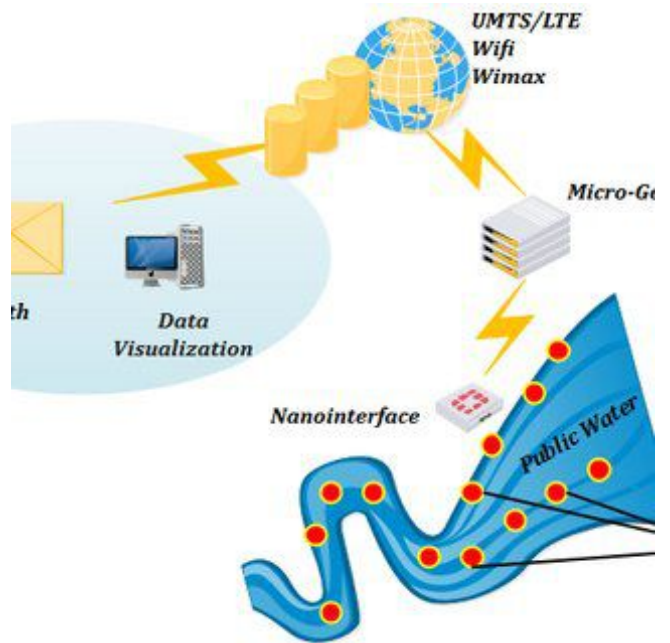 UMTS/LTE
Wifi
Wimax
Micro-Ge
th
Data
Visualization
Nanointerface
Public Water